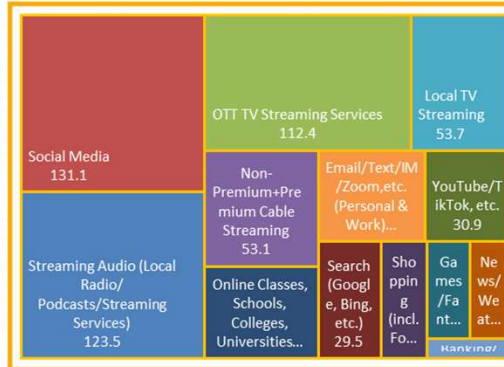 Social Media
131.1
Streaming Audio (Local
Radio/
Podcasts/Streaming
Services)
123.5
OTT TV Streaming Services
112.4
Local TV
Streaming
53.7
Non-
Premium+Pre
mium Cable
Streaming
53.1
Email/Text/IM
/Zoom,etc.
(Personal &
Work)...
YouTube/T
ikTok, etc.
30.9
Online Classes,
Schools,
Colleges,
Universities...
Search
(Googl
e, Bing,
etc.)
29.5
Sho
ppin
g
(incl.
Fo...
Ga
mes
/Fa
nt...
Ne
ws/
We
at...
Banking/